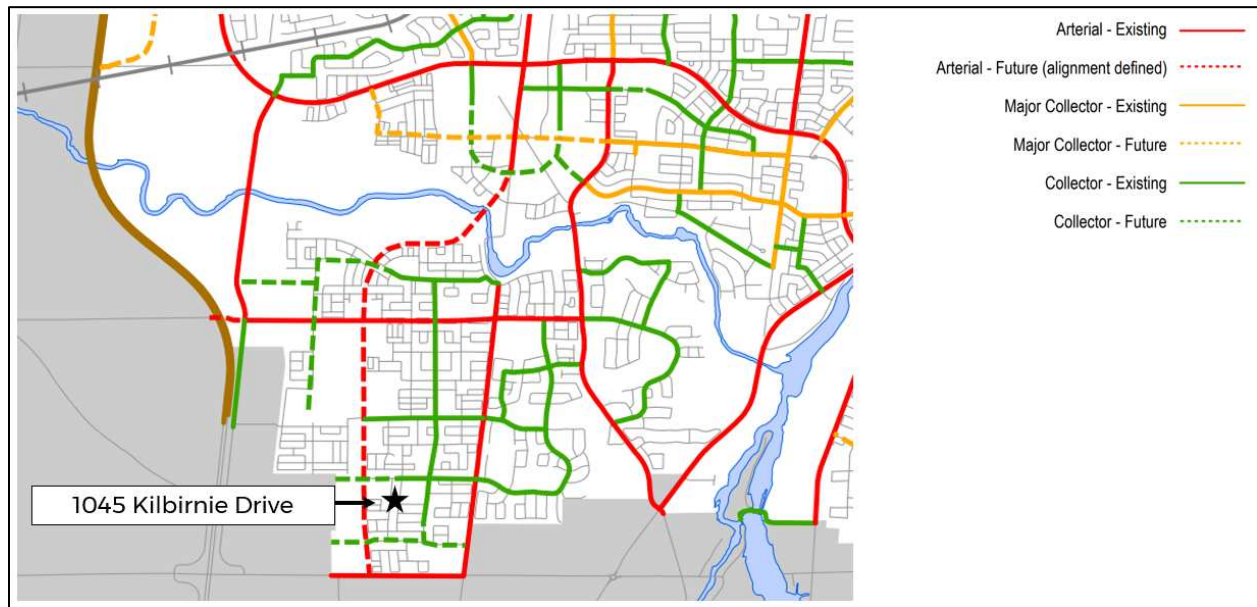 Arterial - Existing
Arterial - Future (alignment defined)
Major Collector - Existing
Major Collector - Future
Collector - Existing
Collector - Future
1045 Kilbirnie Drive